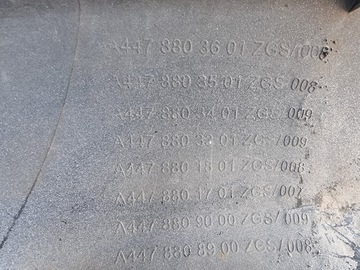 A447 880 36 01 ZGS/008
A447 880 35 01 ZGS/008
A447 880 34 01 ZGS/009
A447 880 33 01 ZGS/009
A447 880 18 01 ZGS/008
A447 880 17 01 ZGS/007
A447 880 90 00 ZGS/009
A447 880 89 00 ZGS/008